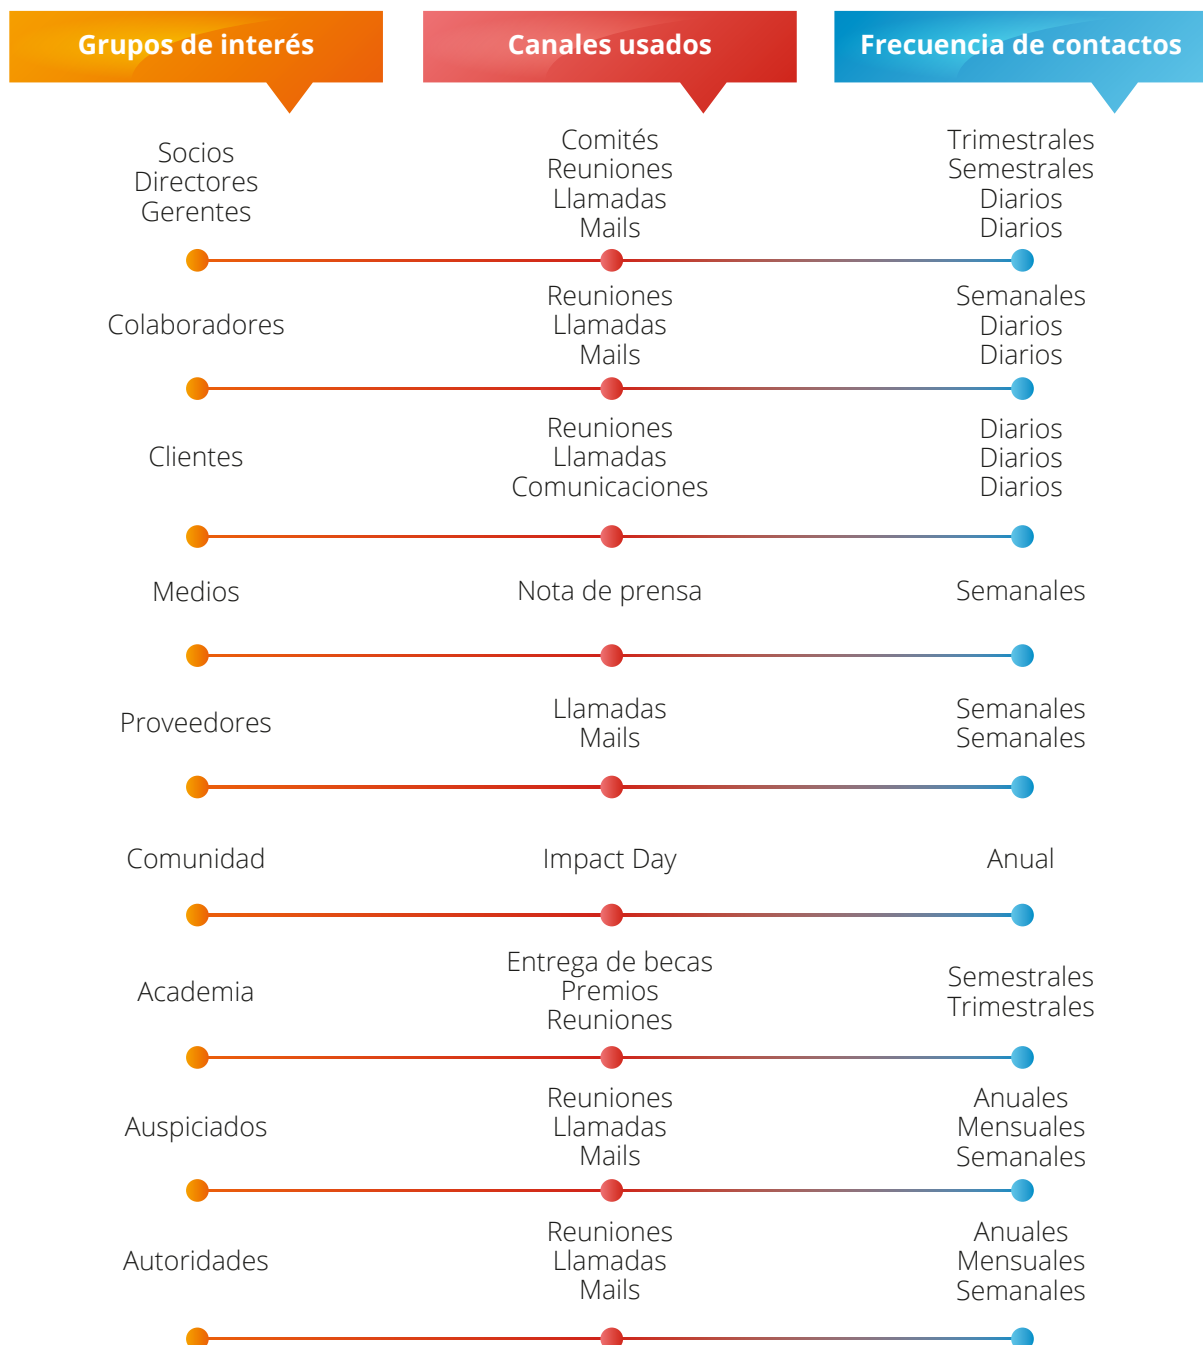 Grupos de interés
Canales usados
Frecuencia de contactos
Socios
Directores
Gerentes
Comités
Reuniones
Llamadas
Mails
Trimestrales
Semestrales
Diarios
Diarios
Colaboradores
Reuniones
Llamadas
Mails
Semanales
Diarios
Diarios
Clientes
Reuniones
Llamadas
Comunicaciones
Diarios
Diarios
Diarios
Medios
Nota de prensa
Semanales
Proveedores
Llamadas
Mails
Semanales
Semanales
Comunidad
Impact Day
Anual
Academia
Entrega de becas
Premios
Reuniones
Semestrales
Trimestrales
Auspiciados
Reuniones
Llamadas
Mails
Anuales
Mensuales
Semanales
Autoridades
Reuniones
Llamadas
Mails
Anuales
Mensuales
Semanales